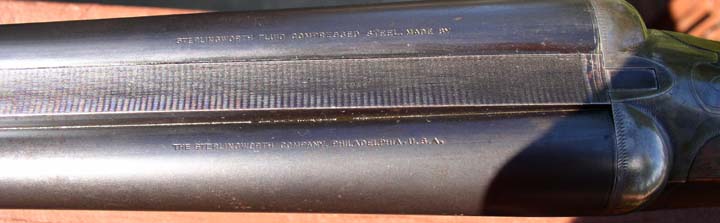 STERLINGWORTH FLUID COMPRESSED STEEL, MADE BY
THE STERLINGWORTH COMPANY, PHILADELPHIA. U.S.A.